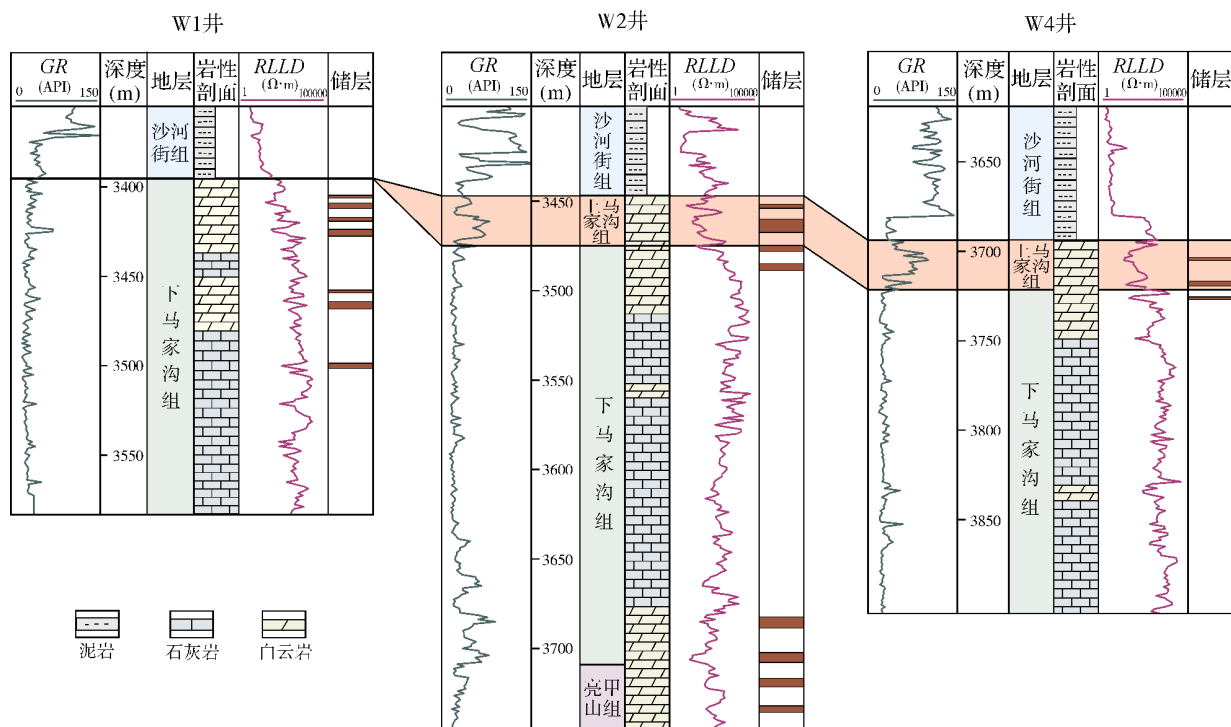 W1井
GR
(API)
0 150
深度
(m)
地层
岩性
剖面
RLLD
(Ω·m)
1 100000
储层
沙河
街组
3400
3450
3500
3550
下
马
家
沟
组
W2井
GR
(API)
0 150
深度
(m)
地层
岩性
剖面
RLLD
(Ω·m)
1 100000
储层
沙
河
街
组
上马
家沟
组
3450
3500
3550
3600
3650
3700
下
马
家
沟
组
亮甲
山组
W4井
GR
(API)
0 150
深度
(m)
地层
岩性
剖面
RLLD
(Ω·m)
1 100000
储层
沙
河
街
组
上马
家沟
组
3650
3700
3750
3800
3850
下
马
家
沟
组
泥岩
石灰岩
白云岩